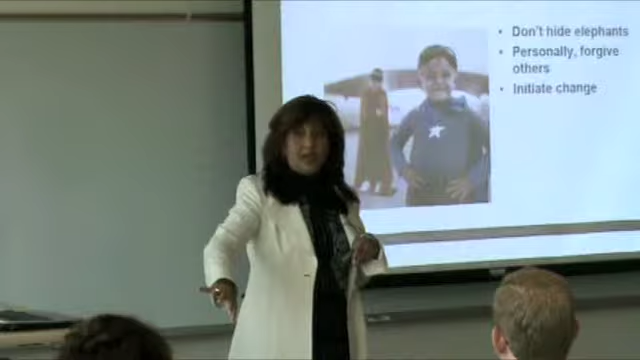 Don't hide elephants
Personally, forgive
others
Initiate change